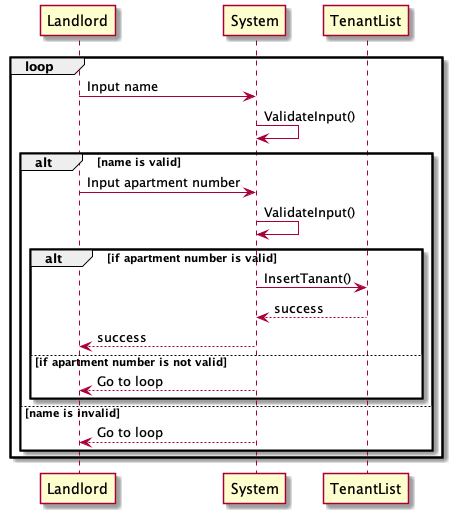 Landlord System TenantList
loop
Input name
ValidateInput()
alt [name is valid]
Input apartment number
ValidateInput()
alt [if apartment number is valid]
InsertTanant()
success
success
[if apartment number is not valid]
Go to loop
[name is invalid]
Go to loop
Landlord System TenantList